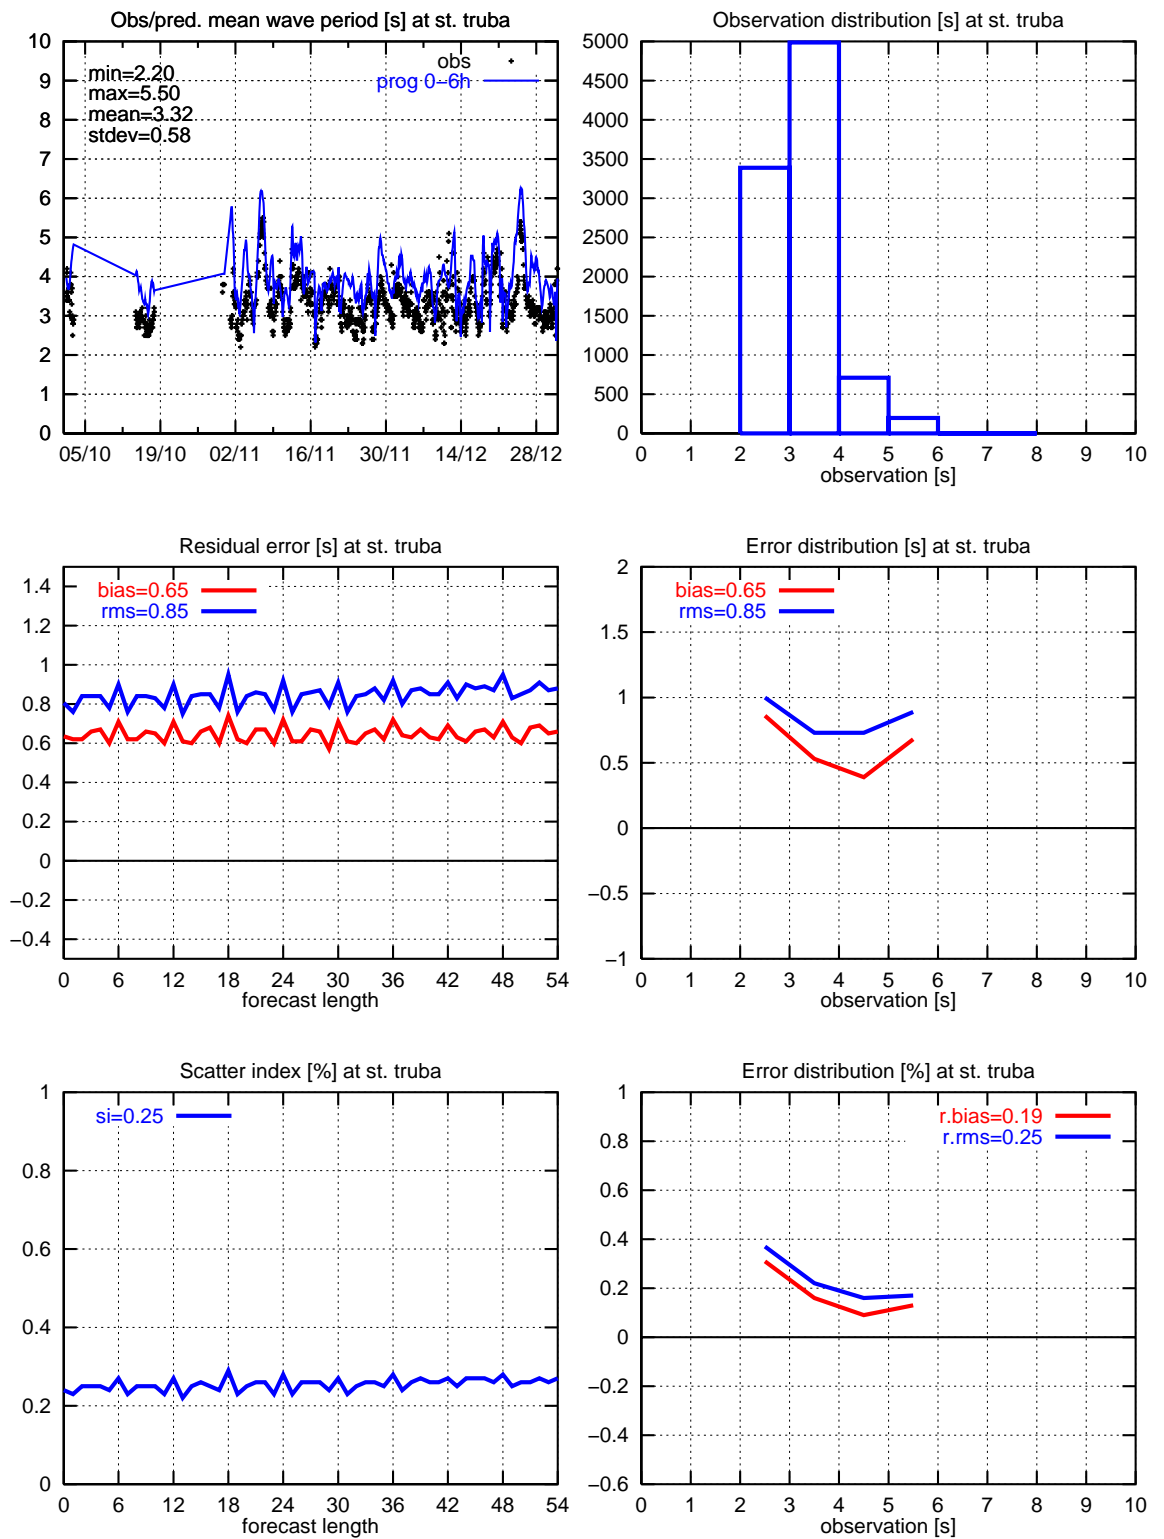 Obs/pred. mean wave period [s] at st. truba
10
9
8
7
6
5
4
3
2
1
0
min=2.20
max=5.50
mean=3.32
stdev=0.58
obs
prog 0−6h
05/10 19/10 02/11 16/11 30/11 14/12 28/12
Observation distribution [s] at st. truba
5000
4500
4000
3500
3000
2500
2000
1500
1000
500
0
0 1 2 3 4 5 6 7 8 9 10
observation [s]
Residual error [s] at st. truba
1.4
1.2
1
0.8
0.6
0.4
0.2
0
−0.2
−0.4
bias=0.65
rms=0.85
0 6 12 18 24 30 36 42 48 54
forecast length
Error distribution [s] at st. truba
2
1.5
1
0.5
0
−0.5
−1
bias=0.65
rms=0.85
0 1 2 3 4 5 6 7 8 9 10
observation [s]
Scatter index [%] at st. truba
1
0.8
0.6
0.4
0.2
0
si=0.25
0 6 12 18 24 30 36 42 48 54
forecast length
Error distribution [%] at st. truba
1
0.8
0.6
0.4
0.2
0
−0.2
−0.4
−0.6
r.bias=0.19
r.rms=0.25
0 1 2 3 4 5 6 7 8 9 10
observation [s]